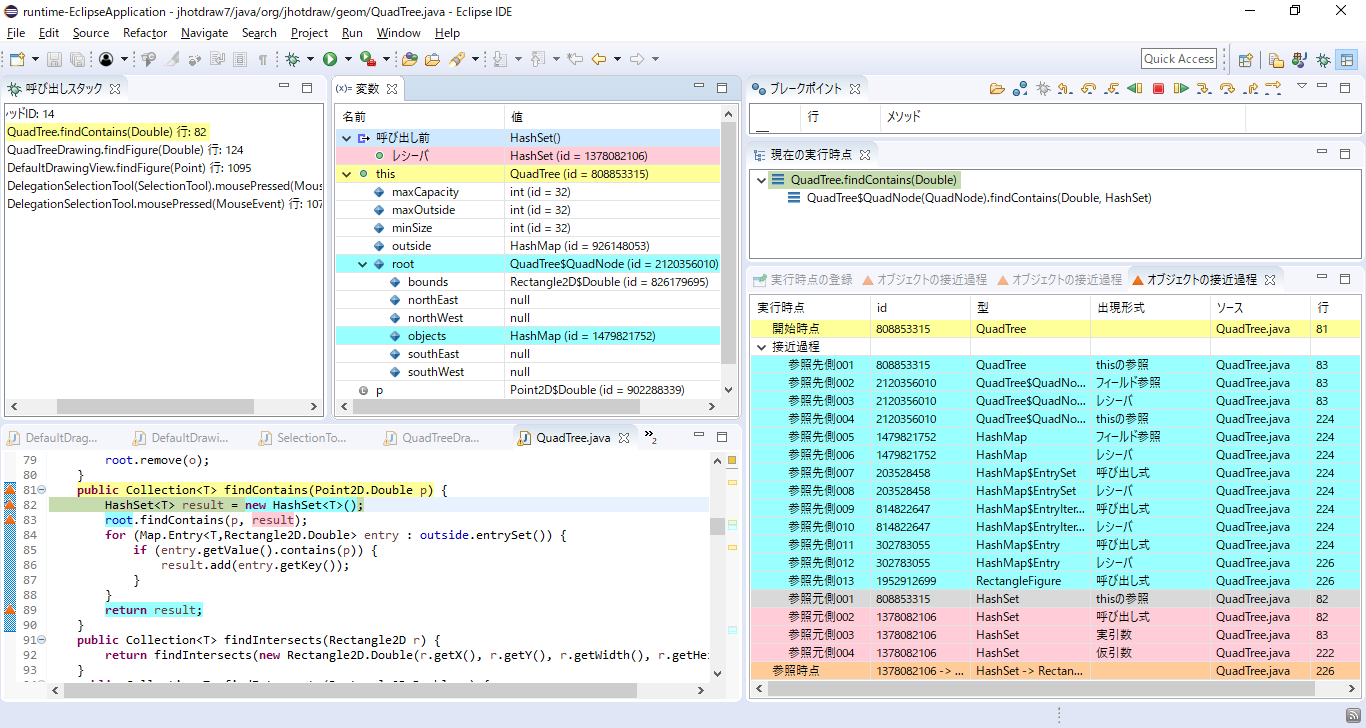 runtime-EclipseApplication - jhotdraw7/java/org/jhotdraw/geom/QuadTree.java - Eclipse IDE
File Edit Source Refactor Navigate Search Project Run Window Help
Quick Access
呼び出しスタック
ハッドID: 14
QuadTree.findContains(Double) 行: 82
QuadTreeDrawing.findFigure(Double) 行: 124
DefaultDrawingView.findFigure(Point) 行: 1095
DelegationSelectionTool(SelectionTool).mousePressed(Mous
DelegationSelectionTool.mousePressed(MouseEvent) 行: 107
(x)= 変数
名前 値
呼び出し前 HashSet()
レシーバ HashSet (id = 1378082106)
this QuadTree (id = 808853315)
maxCapacity int (id = 32)
maxOutside int (id = 32)
minSize int (id = 32)
outside HashMap (id = 926148053)
root QuadTree$QuadNode (id = 2120356010)
bounds Rectangle2D$Double (id = 826179695)
northEast null
northWest null
objects HashMap (id = 1479821752)
southEast null
southWest null
p Point2D$Double (id = 902288339)
ブレークポイント
行 メソッド
現在の実行時点
QuadTree.findContains(Double)
QuadTree$QuadNode(QuadNode).findContains(Double, HashSet)
実行時点の登録 オブジェクトの接近過程 オブジェクトの接近過程 オブジェクトの接近過程
実行時点 id 型 出現形式 ソース 行
開始時点 808853315 QuadTree QuadTree.java 81
接近過程
参照先側001 808853315 QuadTree thisの参照 QuadTree.java 83
参照先側002 2120356010 QuadTree$QuadNo... フィールド参照 QuadTree.java 83
参照先側003 2120356010 QuadTree$QuadNo... レシーバ QuadTree.java 83
参照先側004 2120356010 QuadTree$QuadNo... thisの参照 QuadTree.java 224
参照先側005 1479821752 HashMap フィールド参照 QuadTree.java 224
参照先側006 1479821752 HashMap レシーバ QuadTree.java 224
参照先側007 203528458 HashMap$EntrySet 呼び出し式 QuadTree.java 224
参照先側008 203528458 HashMap$EntrySet レシーバ QuadTree.java 224
参照先側009 814822647 HashMap$EntryIter... 呼び出し式 QuadTree.java 224
参照先側010 814822647 HashMap$EntryIter... レシーバ QuadTree.java 224
参照先側011 302783055 HashMap$Entry 呼び出し式 QuadTree.java 224
参照先側012 302783055 HashMap$Entry レシーバ QuadTree.java 226
参照先側013 1952912699 RectangleFigure 呼び出し式 QuadTree.java 226
参照元側001 808853315 HashSet thisの参照 QuadTree.java 82
参照元側002 1378082106 HashSet 呼び出し式 QuadTree.java 82
参照元側003 1378082106 HashSet 実引数 QuadTree.java 83
参照元側004 1378082106 HashSet 仮引数 QuadTree.java 222
参照時点 1378082106 -> ... HashSet -> Rectan... QuadTree.java 226
DefaultDrag... DefaultDrawi... SelectionTo... QuadTreeDra... QuadTree.java »2
79 root.remove(o);
80 }
81 public Collection<T> findContains(Point2D.Double p) {
82 HashSet<T> result = new HashSet<T>();
83 root.findContains(p, result);
84 for (Map.Entry<T,Rectangle2D.Double> entry : outside.entrySet()) {
85 if (entry.getValue().contains(p)) {
86 result.add(entry.getKey());
87 }
88 }
89 return result;
90 }
91 public Collection<T> findIntersects(Rectangle2D r) {
92 return findIntersects(new Rectangle2D.Double(r.getX(), r.getY(), r.getWidth(), r.getHei
93 }